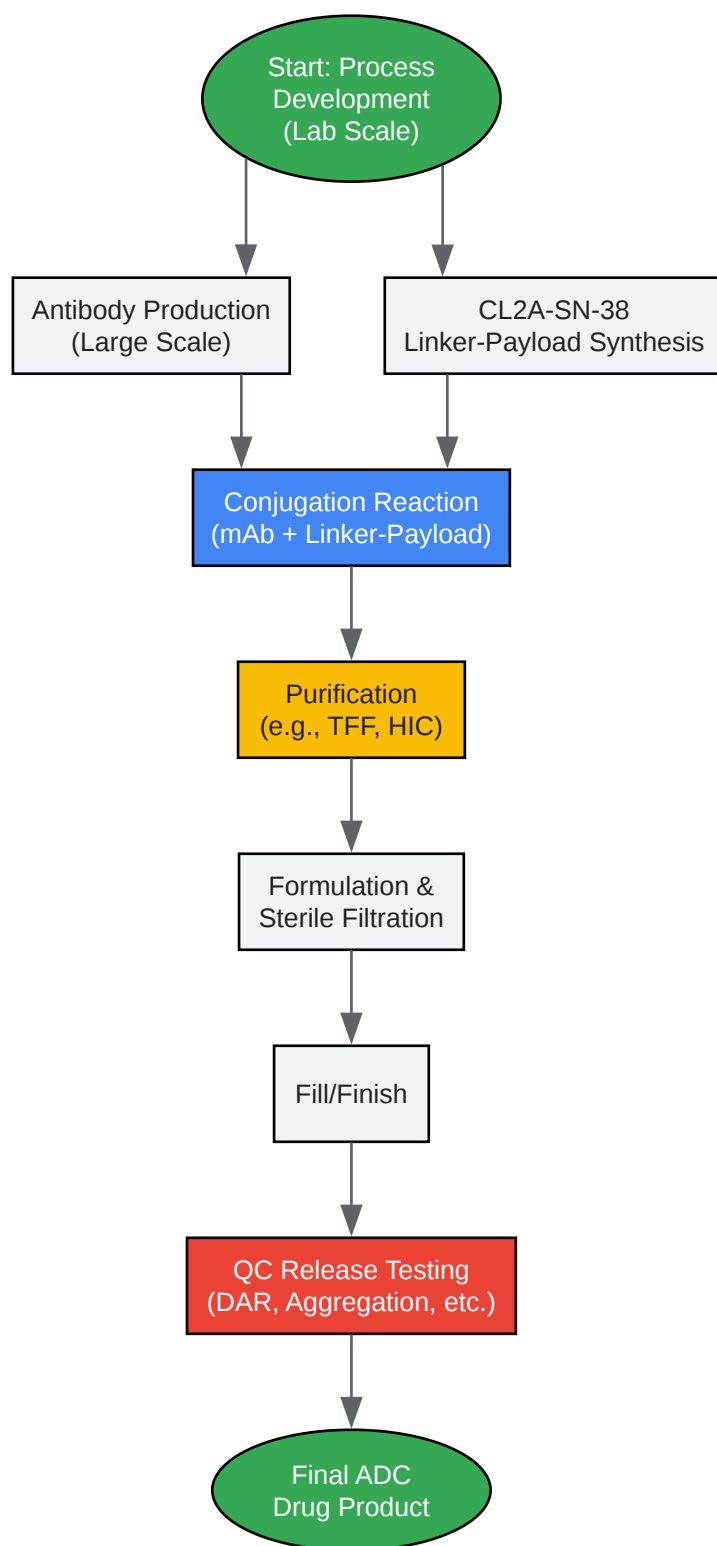 Start: Process
Development
(Lab Scale)
Antibody Production
(Large Scale)
CL2A-SN-38
Linker-Payload Synthesis
Conjugation Reaction
(mAb + Linker-Payload)
Purification
(e.g., TFF, HIC)
Formulation &
Sterile Filtration
Fill/Finish
QC Release Testing
(DAR, Aggregation, etc.)
Final ADC
Drug Product